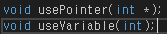 void usePointer(int *);
void useVariable(int);